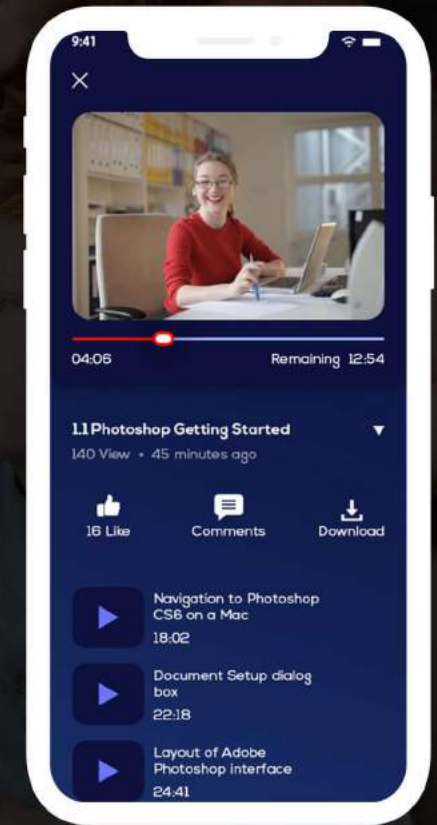 9:41
04:06 Remaining 12:54
1.1 Photoshop Getting Started
140 View • 45 minutes ago
16 Like Comments Download
Navigation to Photoshop
CS6 on a Mac
18:02
Document Setup dialog
box
22:18
Layout of Adobe
Photoshop interface
24:41